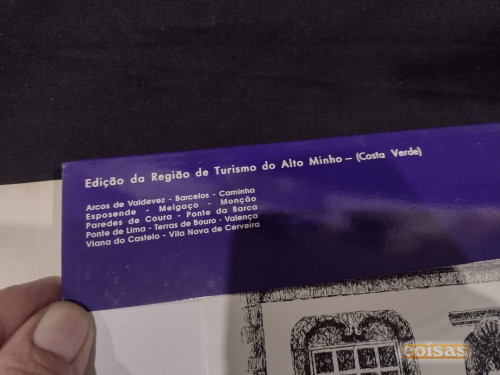 Edição da Região de Turismo do Alto Minho – (Costa Verde)
Arcos de Valdevez - Barcelos - Caminha
Esposende - Melgaço - Monção
Paredes de Coura - Ponte da Barca
Ponte de Lima - Terras de Bouro - Valença
Viana do Castelo - Vila Nova de Cerveira
coisas